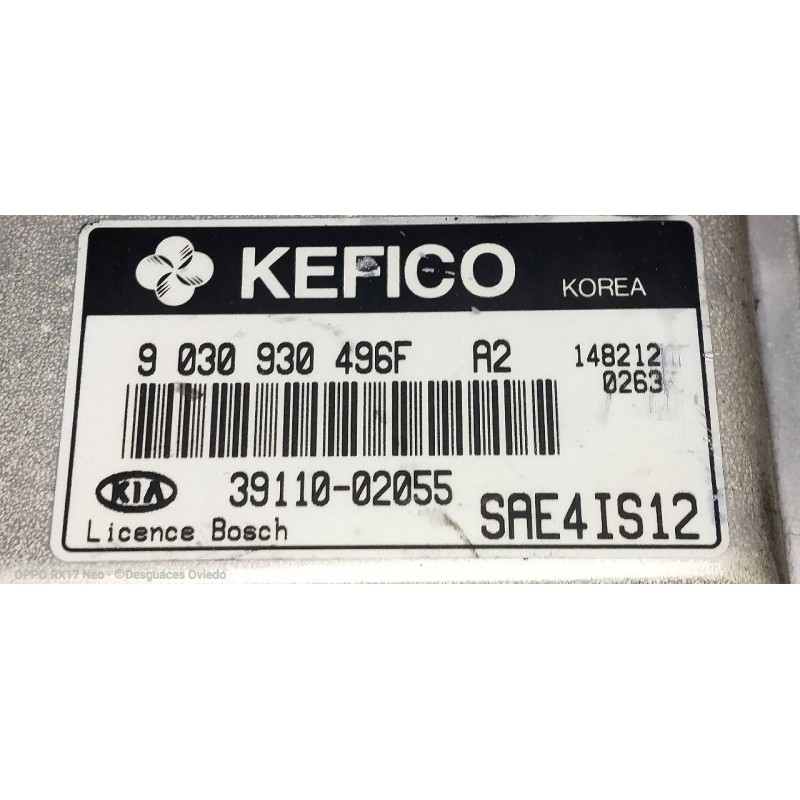 KEFICO KOREA
9 030 930 496F A2 148212
0263
KIA 39110-02055 SAE4IS12
Licence Bosch
OPPO RX17 Neo - ©Desguaces Oviedo